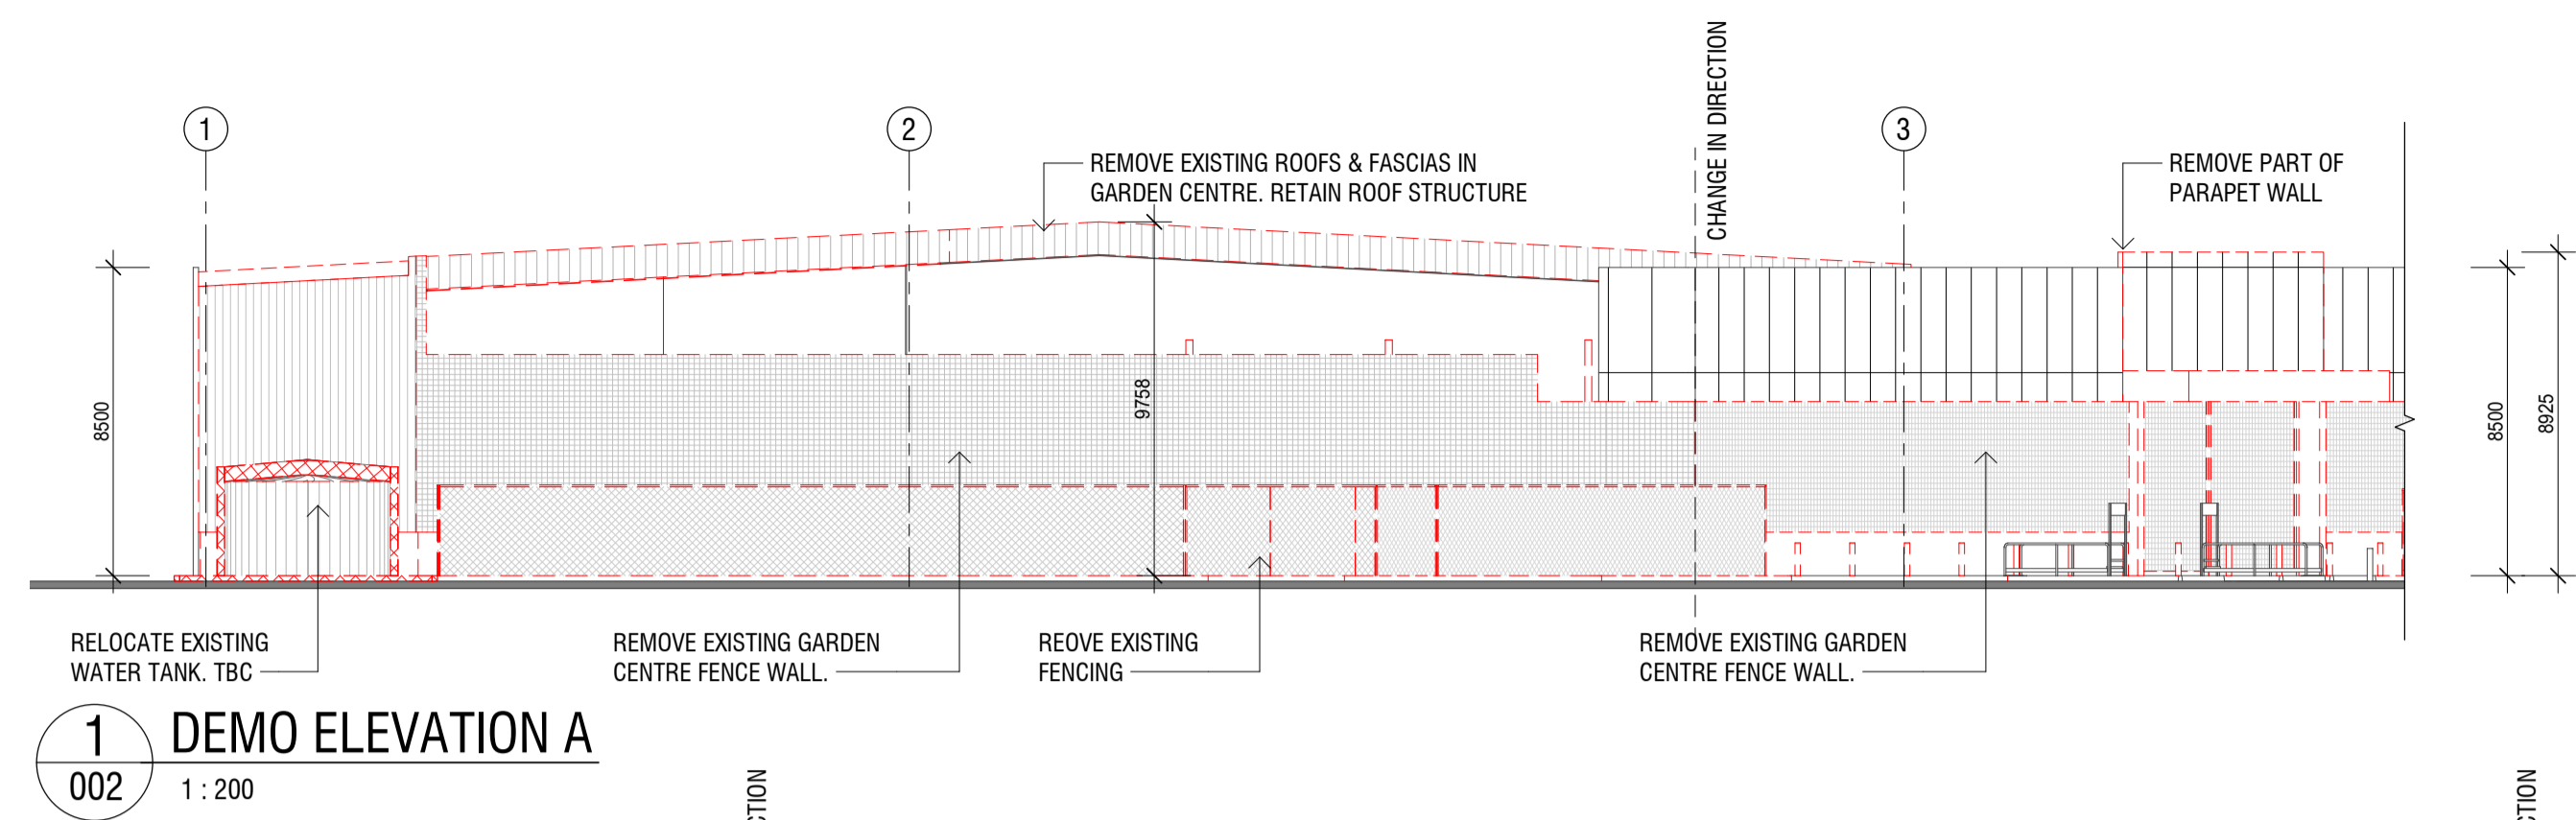 CHANGE IN DIRECTION
1
2
3
REMOVE EXISTING ROOFS & FASCIAS IN
GARDEN CENTRE. RETAIN ROOF STRUCTURE
REMOVE PART OF
PARAPET WALL
8500
9758
8500
8925
RELOCATE EXISTING
WATER TANK. TBC
REMOVE EXISTING GARDEN
CENTRE FENCE WALL.
REOVE EXISTING
FENCING
REMOVE EXISTING GARDEN
CENTRE FENCE WALL.
1
002
DEMO ELEVATION A
1 : 200
CTION
CTION